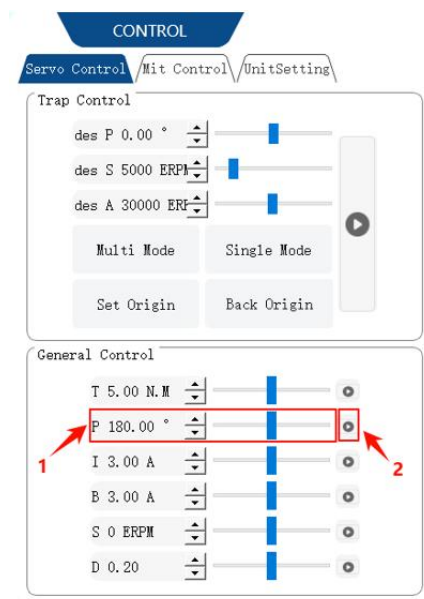 CONTROL
Servo Control Mit Control UnitSetting
Trap Control
des P 0.00 °
des S 5000 ERPM
des A 30000 ERP
Multi Mode Single Mode
Set Origin Back Origin
General Control
T 5.00 N.M
P 180.00 °
I 3.00 A
1 2
B 3.00 A
S 0 ERPM
D 0.20